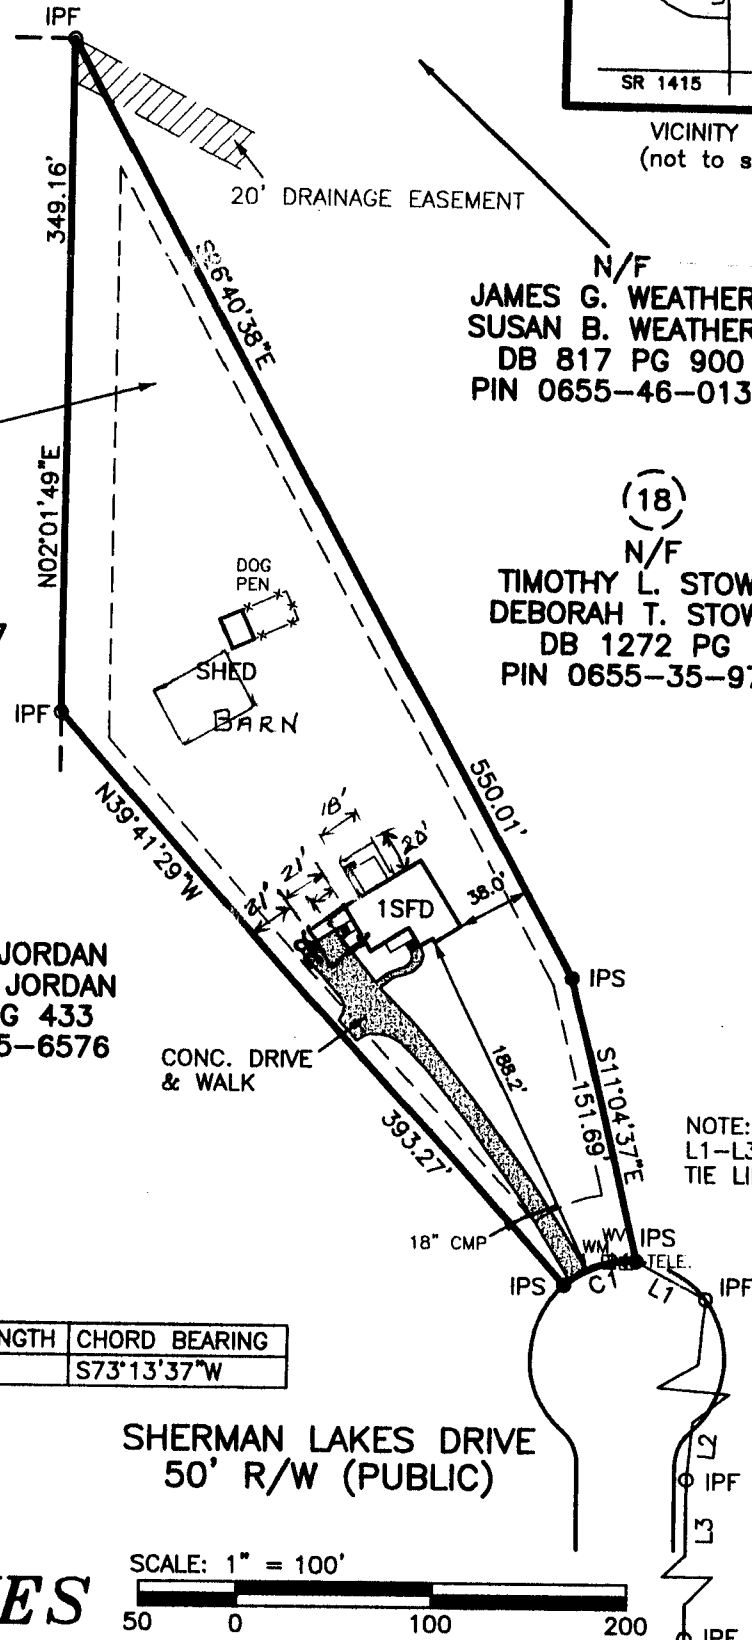 IPF
SR 1415
VICINITY
(not to s
349.16'
20' DRAINAGE EASEMENT
S26°40'38"E
N/F
JAMES G. WEATHER
SUSAN B. WEATHER
DB 817 PG 900
PIN 0655-46-013
N02°01'49"E
18
N/F
TIMOTHY L. STOW
DEBORAH T. STOW
DB 1272 PG
PIN 0655-35-97
DOG
PEN
SHED
BARN
IPF
550.01'
N39°41'29"W
18'
20'
21'
21'
1SFD
38.0'
JORDAN
JORDAN
G 433
5-6576
IPS
CONC. DRIVE
& WALK
188.2'
S11°04'37"E
151.69'
393.27'
NOTE:
L1-L3
TIE LI
18" CMP
WM
WV
IPS
TELE.
IPS
C1
L1
IPF
NGTH CHORD BEARING
S73°13'37"W
SHERMAN LAKES DRIVE
50' R/W (PUBLIC)
L2
IPF
L3
SCALE: 1" = 100'
ES
50 0 100 200
IPF